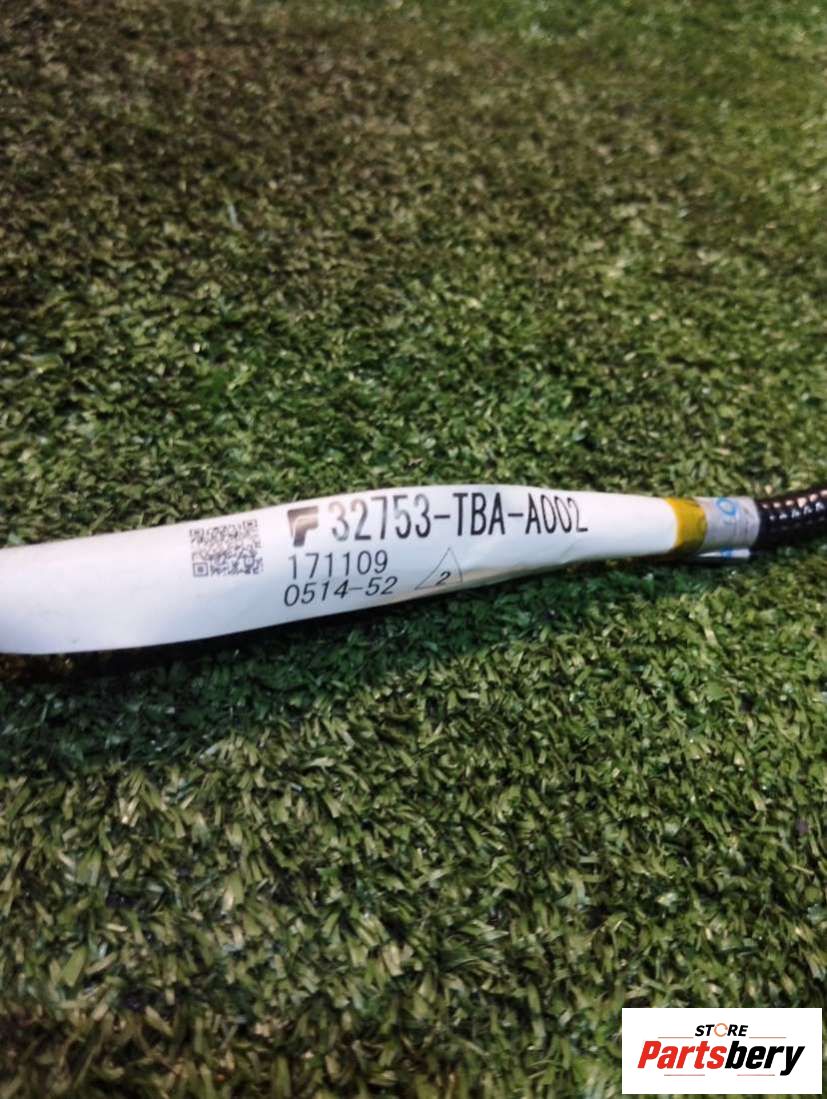 32753-TBA-A002
171109
0514-52
2
STORE
Partsbery